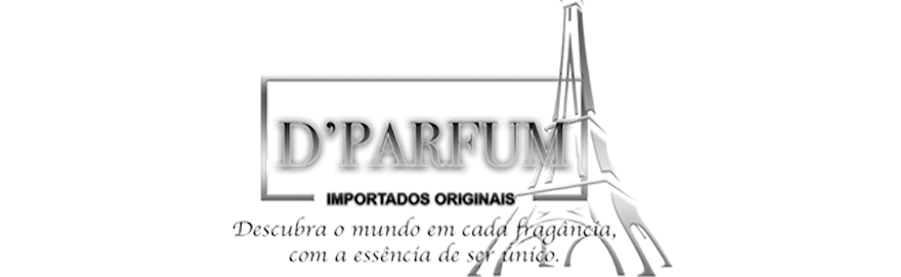 D'PARFUM
IMPORTADOS ORIGINAIS
Descubra o mundo em cada fragância,
com a essência de ser único.